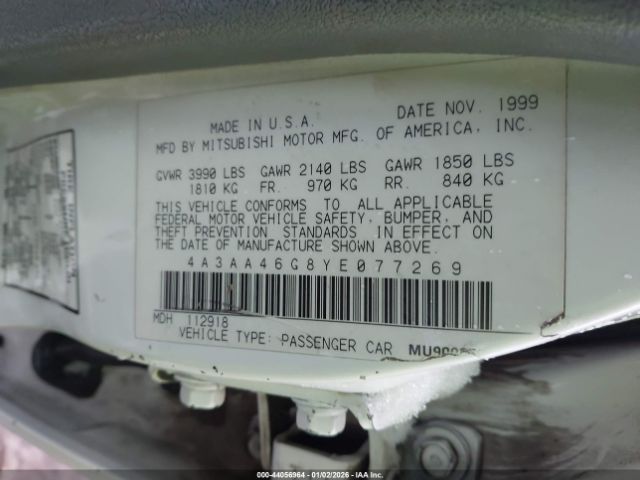 MADE IN U.S.A. DATE NOV. 1999
MFD BY MITSUBISHI MOTOR MFG. OF AMERICA, INC.
GVWR 3990 LBS GAWR 2140 LBS GAWR 1850 LBS
1810 KG FR. 970 KG RR. 840 KG
THIS VEHICLE CONFORMS TO ALL APPLICABLE
FEDERAL MOTOR VEHICLE SAFETY, BUMPER, AND
THEFT PREVENTION STANDARDS IN EFFECT ON
THE DATE OF MANUFACTURE SHOWN ABOVE.
4A3AA46G8YE077269
MDH 112918
VEHICLE TYPE: PASSENGER CAR
000-44056964 - 01/02/2026 - IAA Inc.